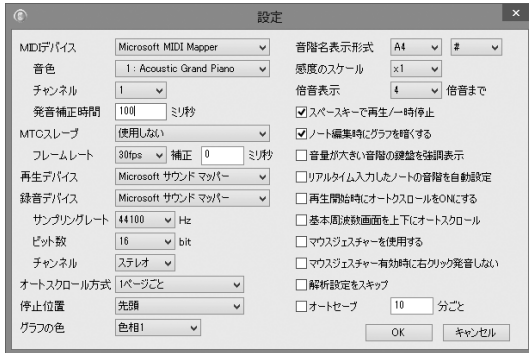 設定
MIDIデバイス Microsoft MIDI Mapper
音色 1 : Acoustic Grand Piano
チャンネル 1
発音補正時間 100 ミリ秒
MTCスレーブ 使用しない
フレームレート 30fps 補正 0 ミリ秒
再生デバイス Microsoft サウンド マッパー
録音デバイス Microsoft サウンド マッパー
サンプリングレート 44100 Hz
ビット数 16 bit
チャンネル ステレオ
オートスクロール方式 1ページごと
停止位置 先頭
グラフの色 色相1
音階名表示形式 A4 #
感度のスケール ×1
倍音表示 4 倍音まで
スペースキーで再生/一時停止
ノート編集時にグラフを暗くする
音量が大きい音階の鍵盤を強調表示
リアルタイム入力したノートの音階を自動設定
再生開始時にオートスクロールをONにする
基本周波数画面を上下にオートスクロール
マウスジェスチャーを使用する
マウスジェスチャー有効時に右クリック発音しない
解析設定をスキップ
オートセーブ 10 分ごと
OK キャンセル